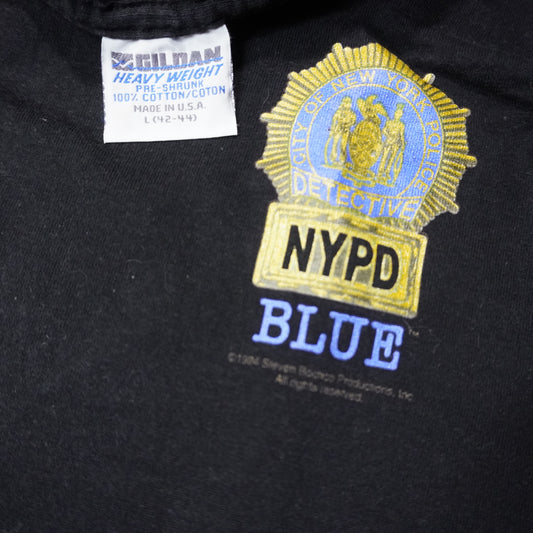 GILDAN
HEAVY WEIGHT
PRE-SHRUNK
100% COTTON/COTON
MADE IN U.S.A.
L (42-44)
CITY OF NEW YORK POLICE
DETECTIVE
NYPD
BLUE™
©1994 Steven Bochco Productions, Inc.
All rights reserved.